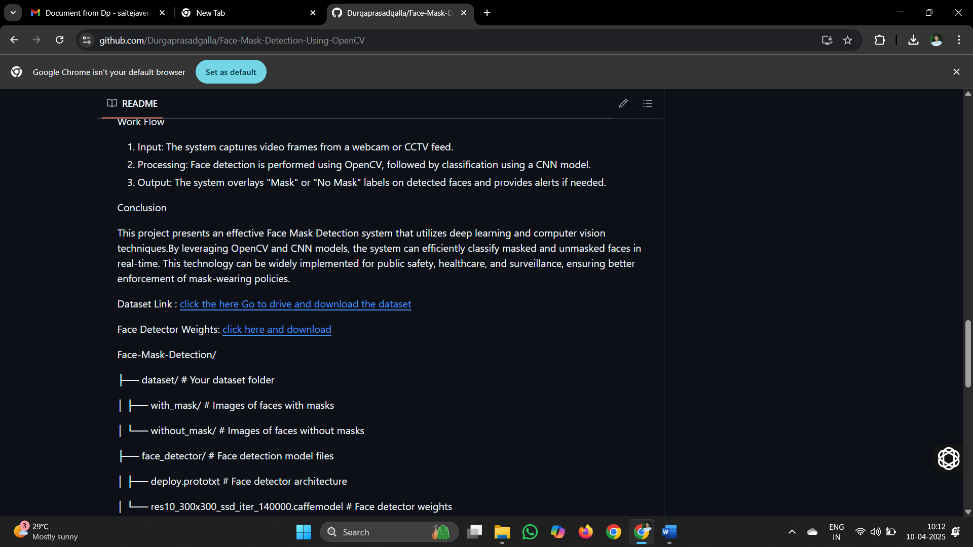 Document from Dp - saitejaven
New Tab
Durgaprasadgalla/Face-Mask-D
github.com/Durgaprasadgalla/Face-Mask-Detection-Using-OpenCV
Google Chrome isn't your default browser
Set as default
README
Work Flow
1. Input: The system captures video frames from a webcam or CCTV feed.
2. Processing: Face detection is performed using OpenCV, followed by classification using a CNN model.
3. Output: The system overlays "Mask" or "No Mask" labels on detected faces and provides alerts if needed.
Conclusion
This project presents an effective Face Mask Detection system that utilizes deep learning and computer vision
techniques.By leveraging OpenCV and CNN models, the system can efficiently classify masked and unmasked faces in
real-time. This technology can be widely implemented for public safety, healthcare, and surveillance, ensuring better
enforcement of mask-wearing policies.
Dataset Link : click the here Go to drive and download the dataset
Face Detector Weights: click here and download
Face-Mask-Detection/
├── dataset/ # Your dataset folder
│ ├── with_mask/ # Images of faces with masks
│ └── without_mask/ # Images of faces without masks
├── face_detector/ # Face detection model files
│ ├── deploy.prototxt # Face detector architecture
│ └── res10_300x300_ssd_iter_140000.caffemodel # Face detector weights
3
29°C
Mostly sunny
Search
W
ENG
IN
10:12
10-04-2025